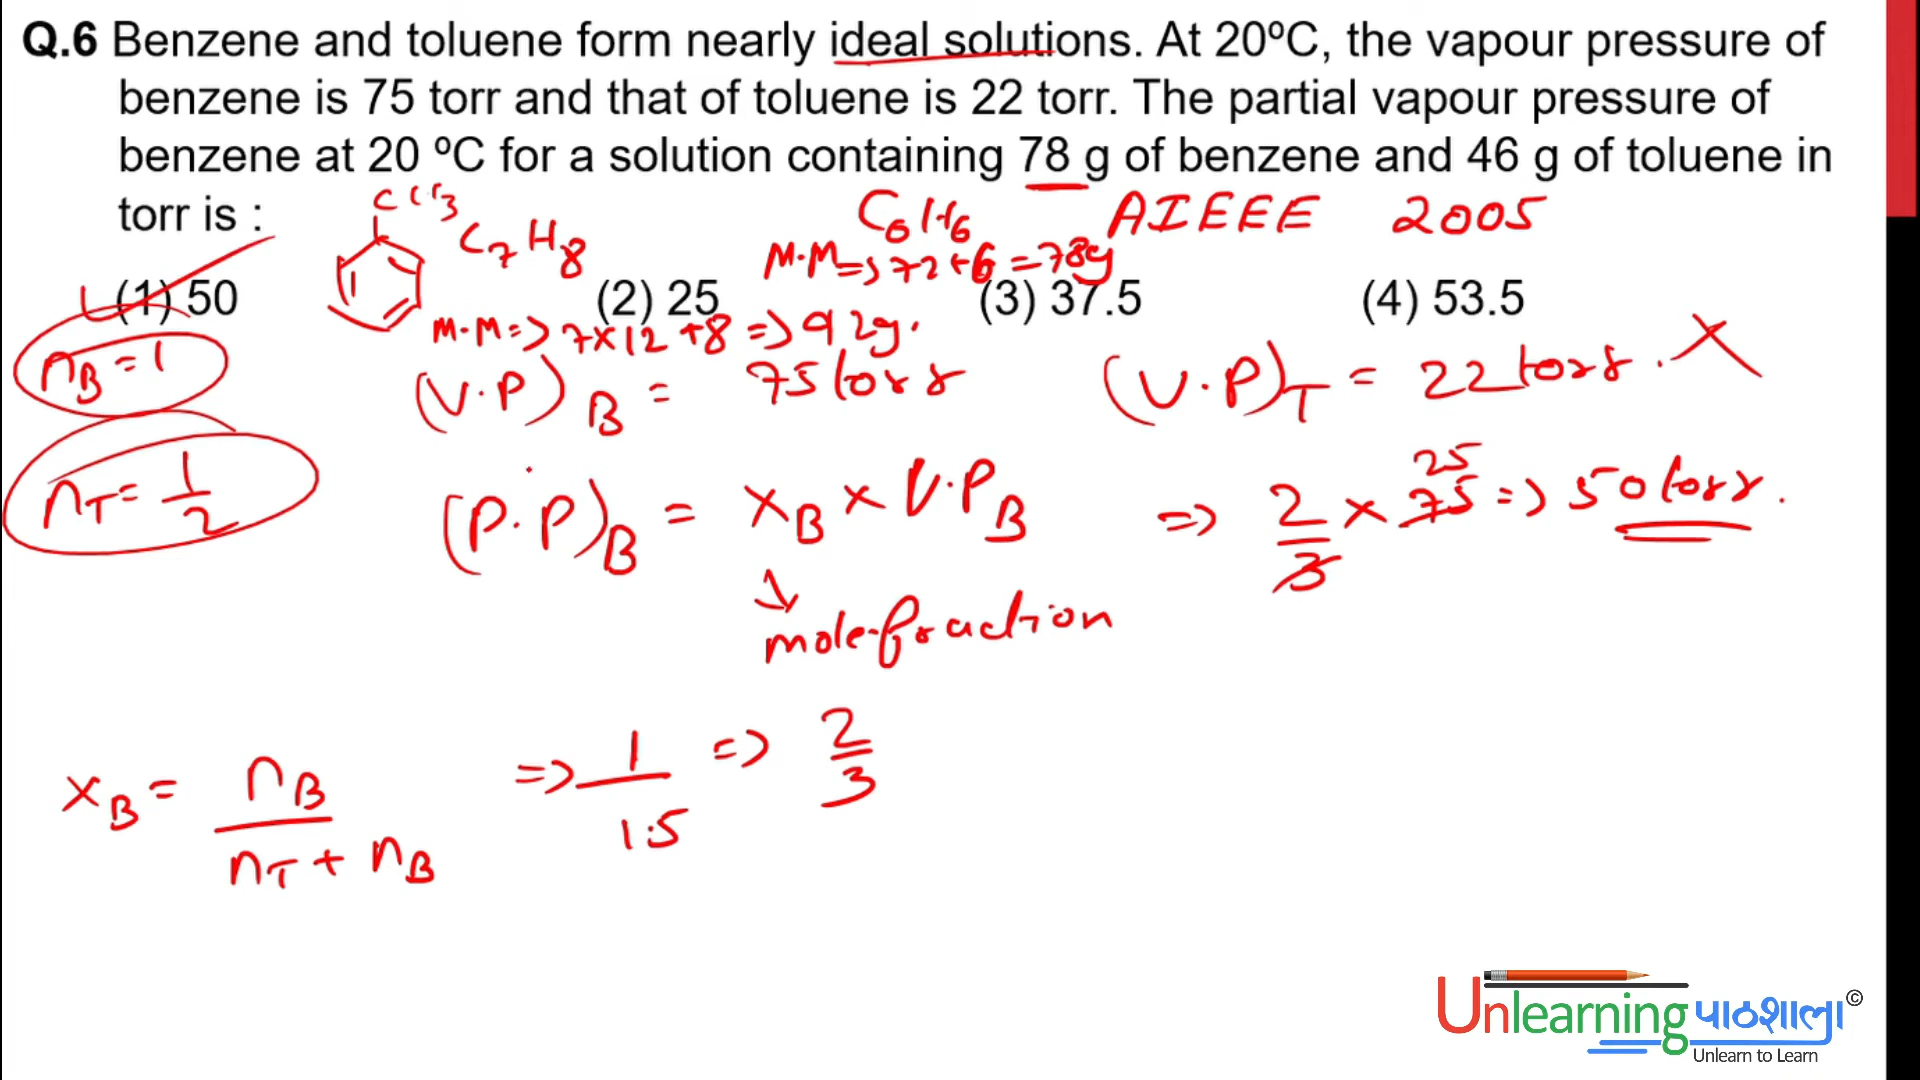 Q.6 Benzene and toluene form nearly ideal solutions. At 20ºC, the vapour pressure of
benzene is 75 torr and that of toluene is 22 torr. The partial vapour pressure of
benzene at 20 ºC for a solution containing 78 g of benzene and 46 g of toluene in
torr is :
CH3
C7H8
C6H6
AIEEE 2005
M.M => 72+6 = 78g
(1) 50 (2) 25 (3) 37.5 (4) 53.5
M.M => 7×12+8 => 92g.
nB = 1
(V.P)B = 75 torr
(V.P)T = 22 torr. X
nT = 1/2
(P.P)B = xB × V.PB => 2/3 × 75 25 => 50 torr.
mole-fraction
xB = nB/(nT + nB) => 1/1.5 => 2/3
Unlearning पाठशाला ©
Unlearn to Learn